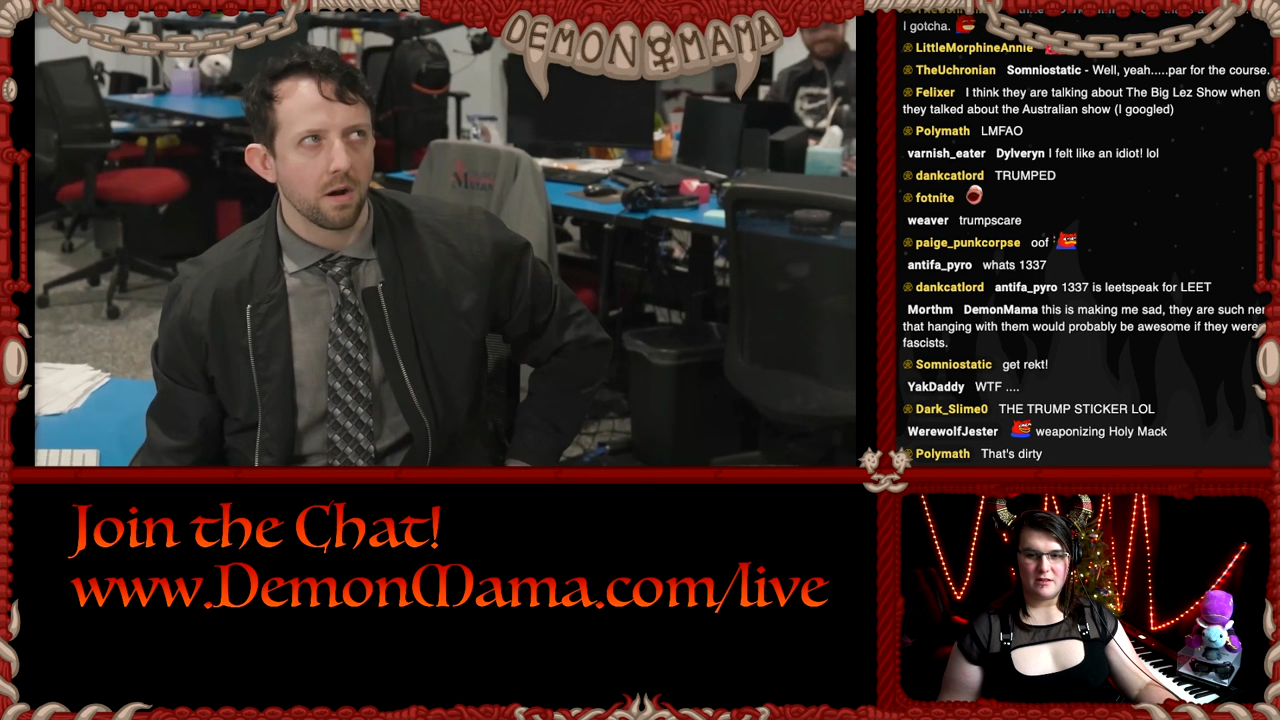 DEMON MAMA
I gotcha.
LittleMorphineAnnie
TheUchronian Somniostatic - Well, yeah.....par for the course.
Felixer I think they are talking about The Big Lez Show when
they talked about the Australian show (I googled)
Polymath LMFAO
varnish_eater Dylveryn I felt like an idiot! lol
dankcatlord TRUMPED
fotnite
weaver trumpscare
paige_punkcorpse oof
antifa_pyro whats 1337
dankcatlord antifa_pyro 1337 is leetspeak for LEET
Morthm DemonMama this is making me sad, they are such
that hanging with them would probably be awesome if they were
fascists.
Somniostatic get rekt!
YakDaddy WTF ....
Dark_Slime0 THE TRUMP STICKER LOL
WerewolfJester weaponizing Holy Mack
Polymath That's dirty
Join the Chat!
www.DemonMama.com/live